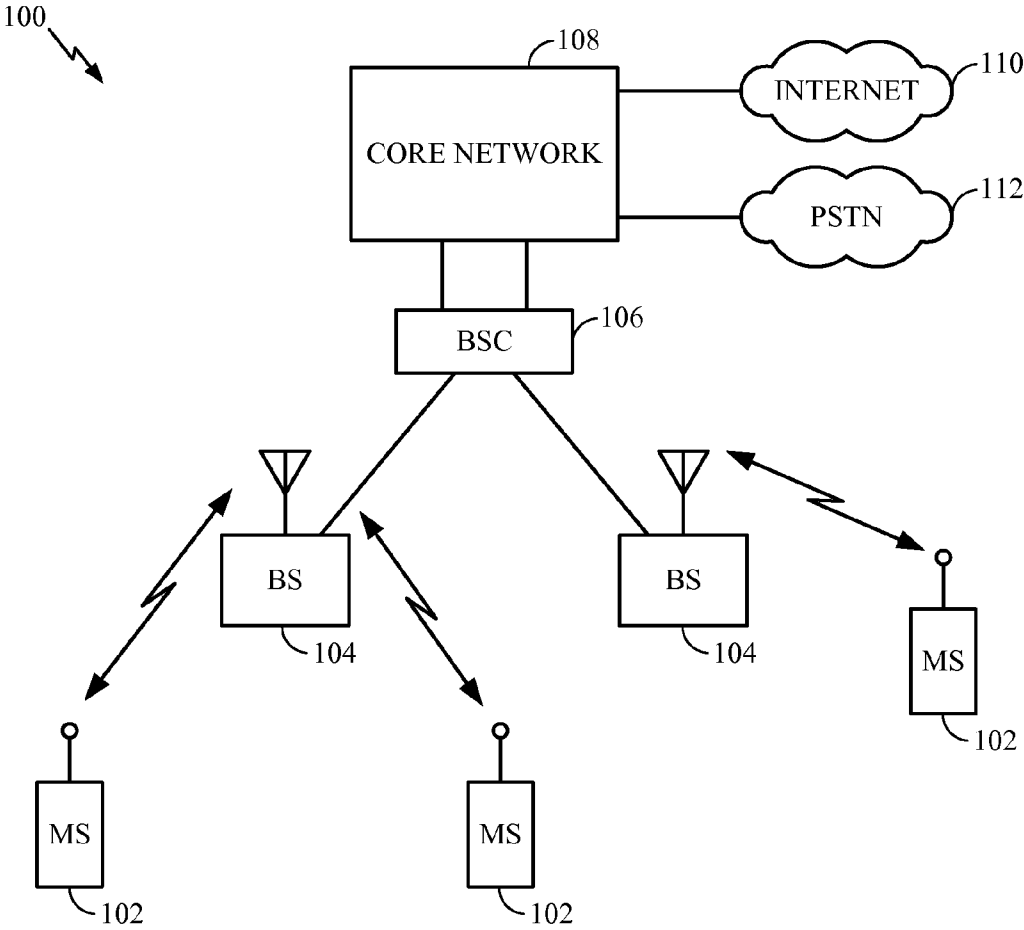 100
108
CORE NETWORK
INTERNET
110
PSTN
112
BSC
106
BS
104
BS
104
MS
102
MS
102
MS
102